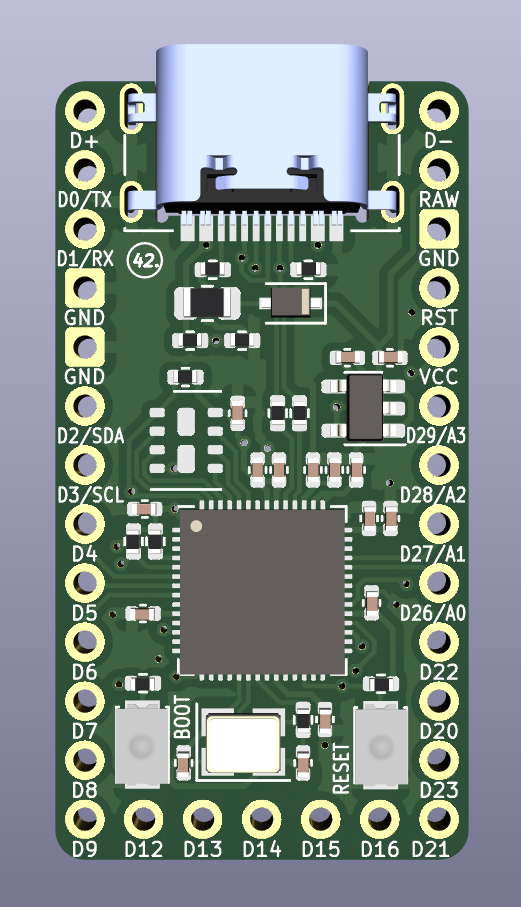 D+ D-
D0/TX RAW
D1/RX 42. GND
GND RST
GND VCC
D2/SDA D29/A3
D3/SCL D28/A2
D4 D27/A1
D5 D26/A0
D6 D22
D7 BOOT D20
D8 RESET D23
D9 D12 D13 D14 D15 D16 D21